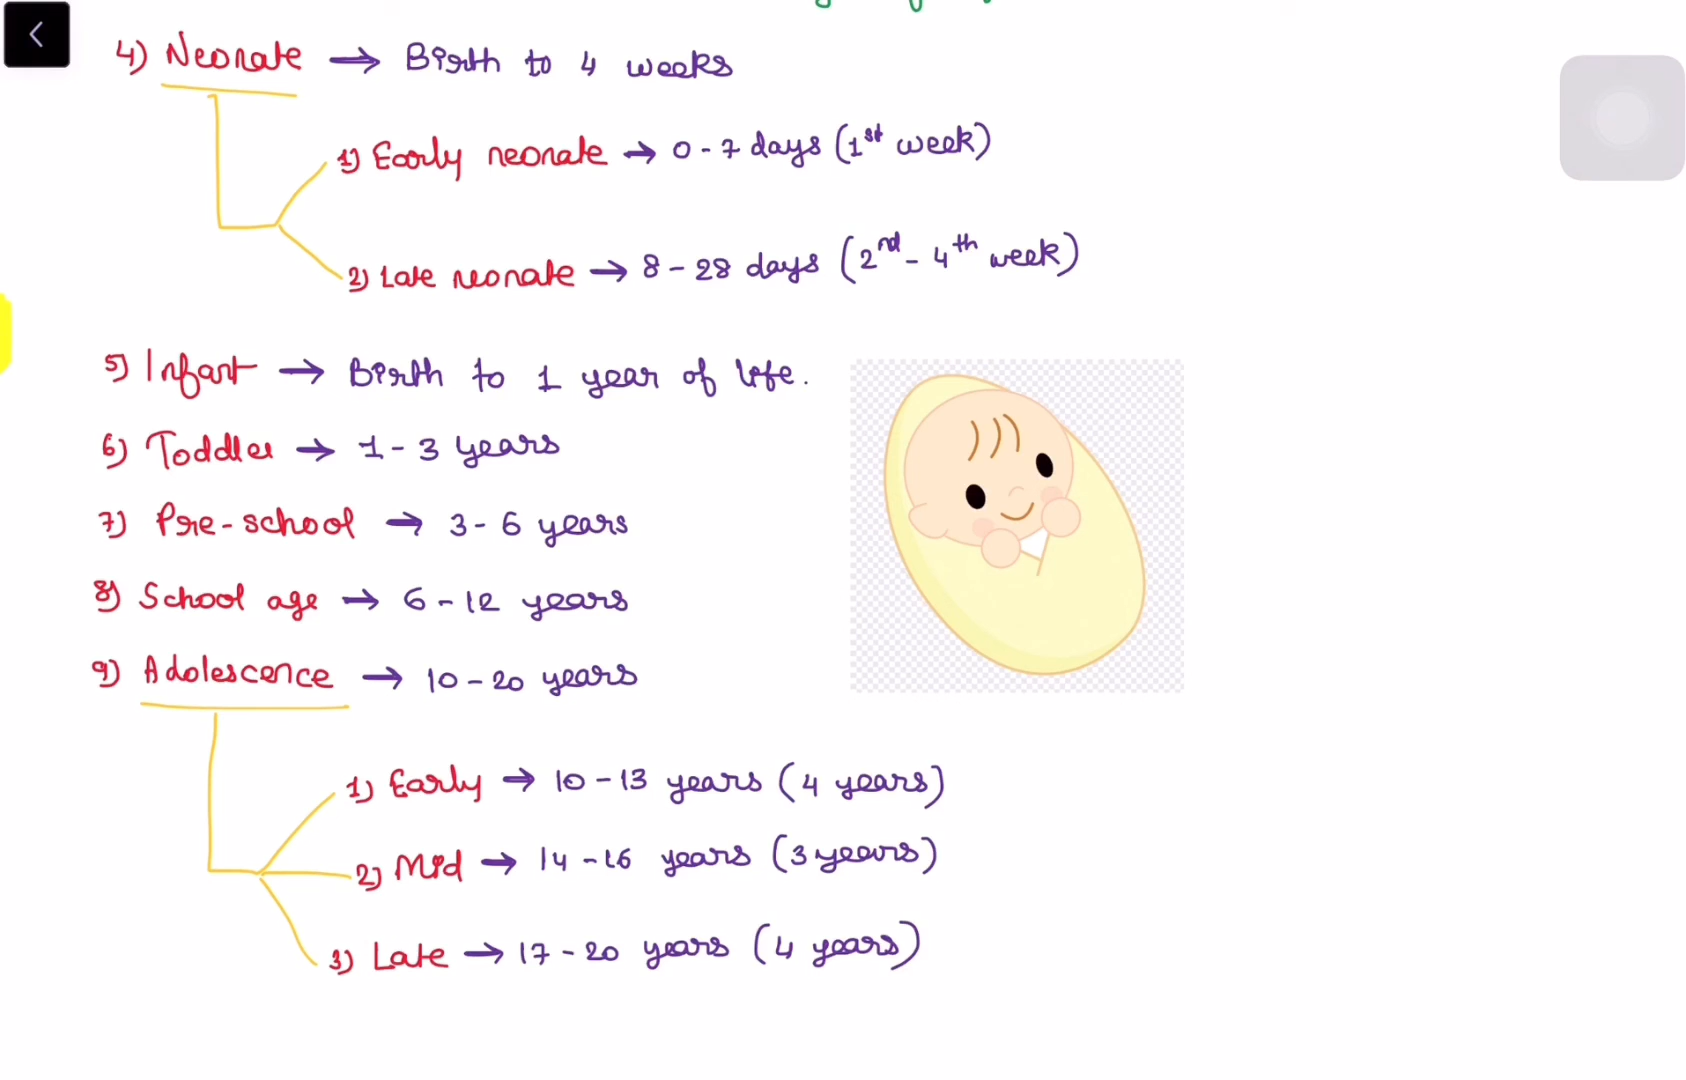 4) Neonate → Birth to 4 weeks
1) Early neonate → 0 - 7 days (1st week)
2) Late neonate → 8 - 28 days (2nd - 4th week)
5) Infant → Birth to 1 year of life.
6) Toddler → 1 - 3 years
7) Pre-school → 3 - 6 years
8) School age → 6 - 12 years
9) Adolescence → 10 - 20 years
1) Early → 10 - 13 years (4 years)
2) Mid → 14 - 16 years (3 years)
3) Late → 17 - 20 years (4 years)